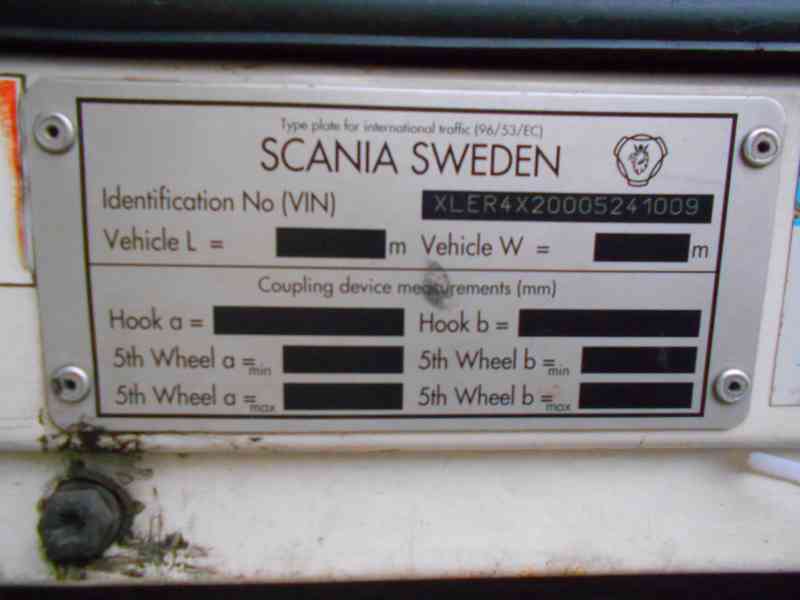 Type plate for international traffic (96/53/EC)
SCANIA SWEDEN
Identification No (VIN) XLER4X20005241009
Vehicle L = m Vehicle W = m
Coupling device measurements (mm)
Hook a = Hook b =
5th Wheel a =min 5th Wheel b =min
5th Wheel a =max 5th Wheel b =max